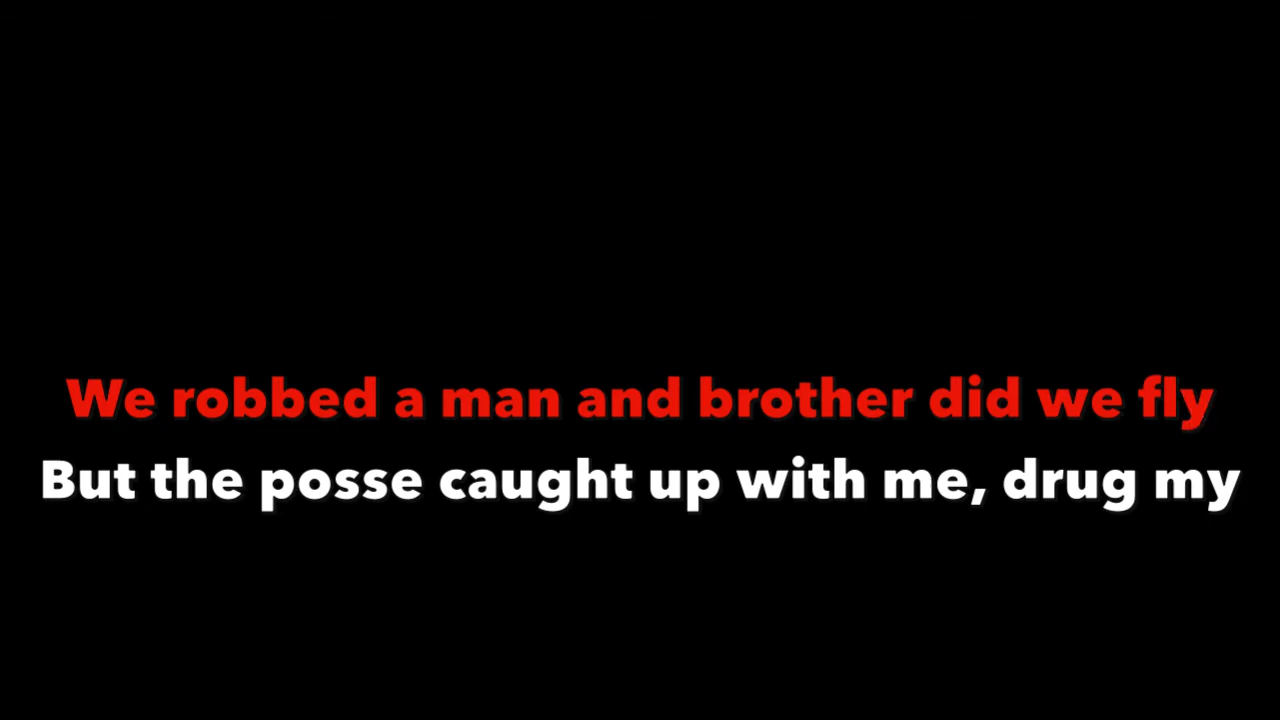 We robbed a man and brother did we fly
But the posse caught up with me, drug my